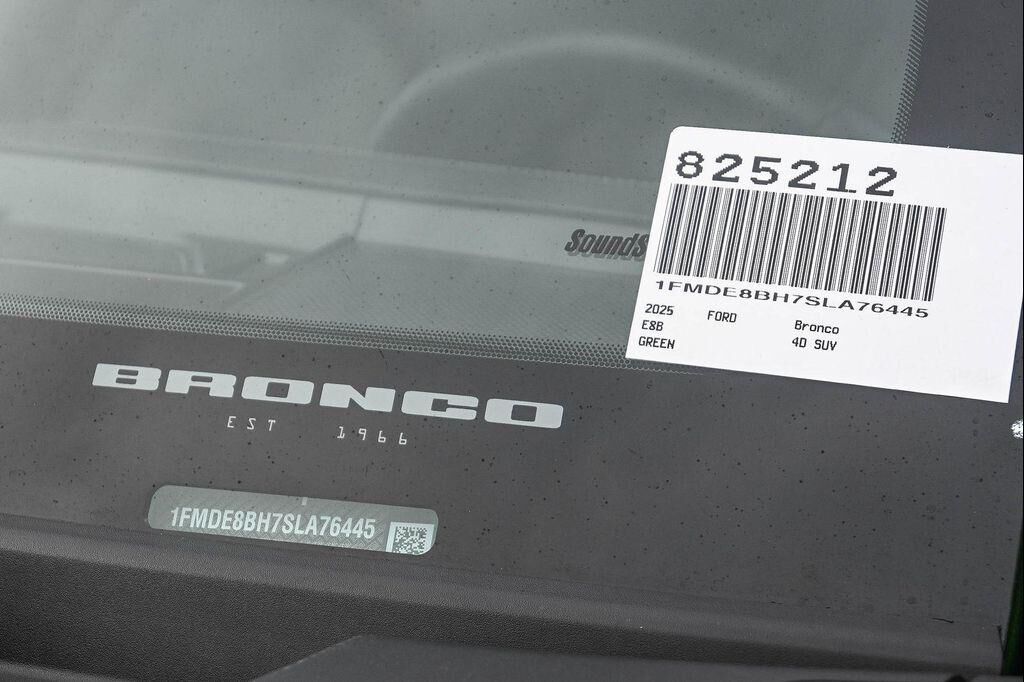 825212
1FMDE8BH7SLA76445
2025 FORD Bronco
E8B 4D SUV
GREEN
BRONCO
EST 1966
1FMDE8BH7SLA76445